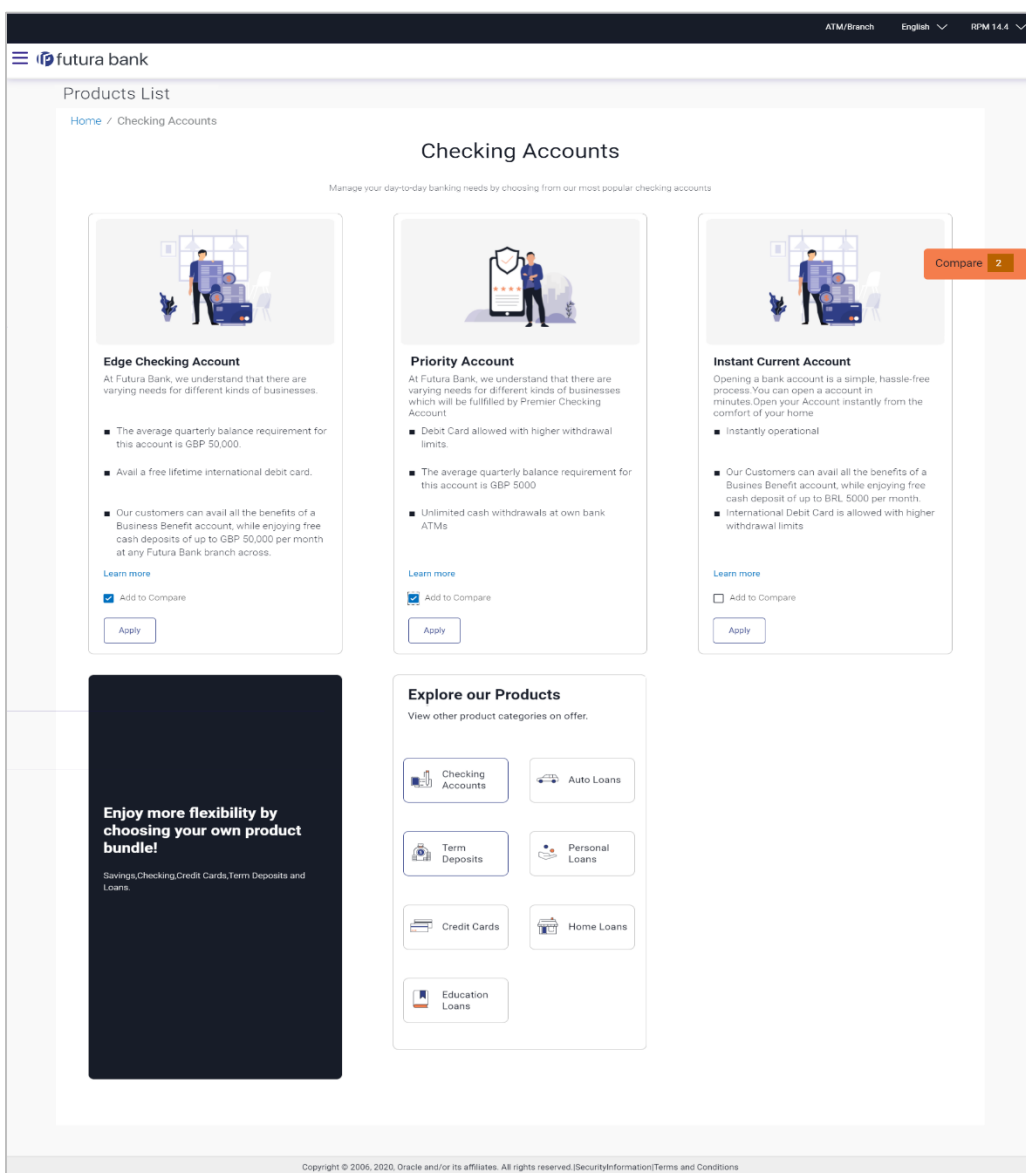 ATM/Branch English RPM 14.4
futura bank
Products List
Home / Checking Accounts
Checking Accounts
Manage your day-to-day banking needs by choosing from our most popular checking accounts
Compare 2
Edge Checking Account
At Futura Bank, we understand that there are
varying needs for different kinds of businesses.
The average quarterly balance requirement for
this account is GBP 50,000.
Avail a free lifetime international debit card.
Our customers can avail all the benefits of a
Business Benefit account, while enjoying free
cash deposits of up to GBP 50,000 per month
at any Futura Bank branch across.
Learn more
Add to Compare
Apply
Priority Account
At Futura Bank, we understand that there are
varying needs for different kinds of businesses
which will be fullfilled by Premier Checking
Account
Debit Card allowed with higher withdrawal
limits.
The average quarterly balance requirement for
this account is GBP 5000
Unlimited cash withdrawals at own bank
ATMs
Learn more
Add to Compare
Apply
Instant Current Account
Opening a bank account is a simple, hassle-free
process.You can open a account in
minutes.Open your Account instantly from the
comfort of your home
Instantly operational
Our Customers can avail all the benefits of a
Busines Benefit account, while enjoying free
cash deposit of up to BRL 5000 per month.
International Debit Card is allowed with higher
withdrawal limits
Learn more
Add to Compare
Apply
Enjoy more flexibility by
choosing your own product
bundle!
Savings,Checking,Credit Cards,Term Deposits and
Loans.
Explore our Products
View other product categories on offer.
Checking
Accounts
Auto Loans
Term
Deposits
Personal
Loans
Credit Cards
Home Loans
Education
Loans
Copyright © 2006, 2020, Oracle and/or its affiliates. All rights reserved.|SecurityInformation|Terms and Conditions